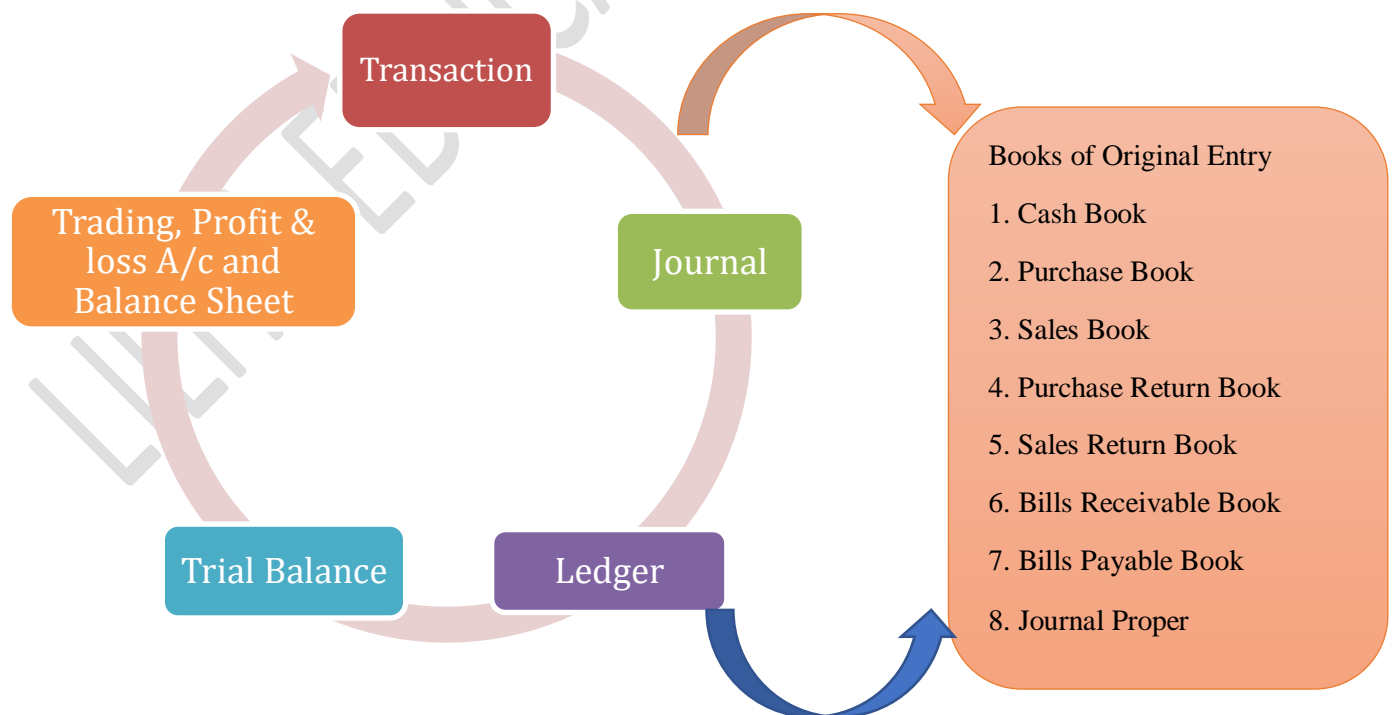 Transaction
Journal
Ledger
Trial Balance
Trading, Profit &
loss A/c and
Balance Sheet
Books of Original Entry
1. Cash Book
2. Purchase Book
3. Sales Book
4. Purchase Return Book
5. Sales Return Book
6. Bills Receivable Book
7. Bills Payable Book
8. Journal Proper